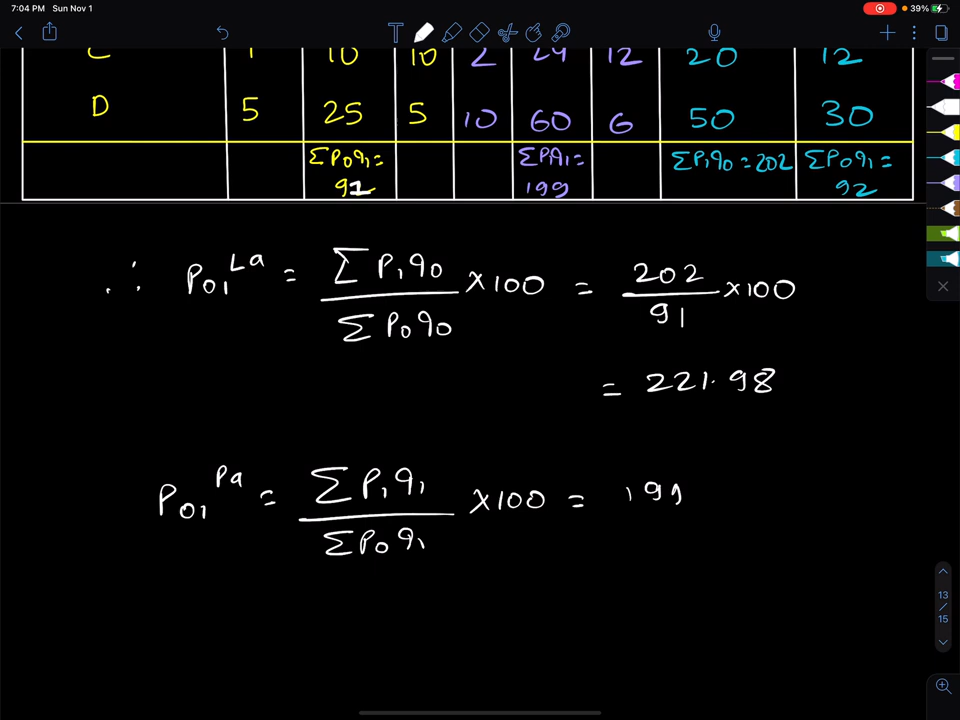 7:04 PM Sun Nov 1
39%
10 10 2 24 12 20 12
D 5 25 5 10 60 6 50 30
ΣP₀q₁ = 91 ΣP₁q₁ = 199 ΣP₁q₀ = 202 ΣP₀q₁ = 92
∴ P₀₁ᴸᵃ = ΣP₁q₀ / ΣP₀q₀ × 100 = 202 / 91 × 100
= 221.98
P₀₁ᴾᵃ = ΣP₁q₁ / ΣP₀q₁ × 100 = 199
13 / 15